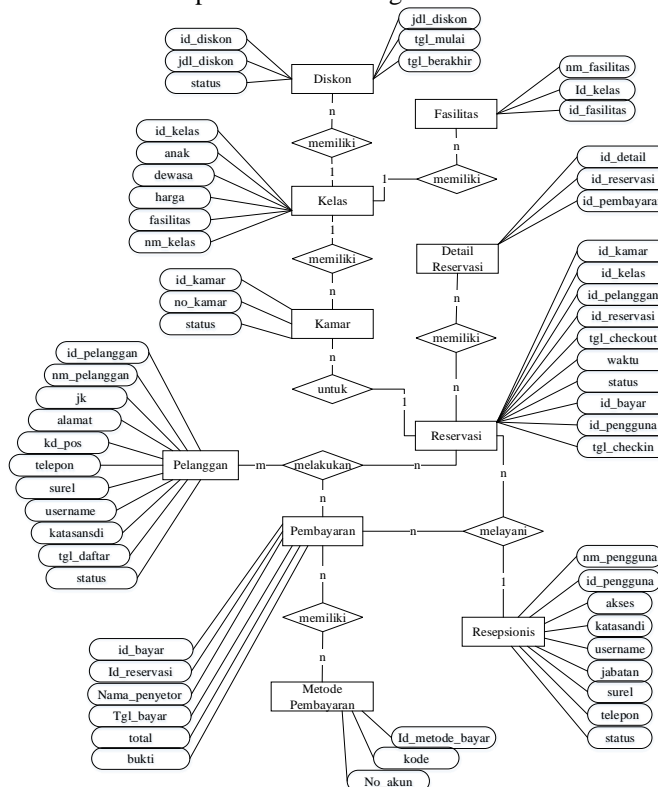 jdl_diskon
id_diskon
tgl_mulai
jdl_diskon
tgl_berakhir
status
Diskon
nm_fasilitas
Id_kelas
id_fasilitas
Fasilitas
n
n
memiliki
id_kelas
anak
dewasa
harga
fasilitas
nm_kelas
memiliki
1
1
Kelas
id_detail
id_reservasi
id_pembayaran
1
memiliki
n
Detail
Reservasi
n
id_kamar
no_kamar
status
Kamar
memiliki
n
n
untuk
1
id_kamar
id_kelas
id_pelanggan
id_reservasi
tgl_checkout
waktu
status
id_bayar
id_pengguna
tgl_checkin
Reservasi
id_pelanggan
nm_pelanggan
jk
alamat
kd_pos
telepon
surel
username
katasansdi
tgl_daftar
status
Pelanggan
m
melakukan
n
n
n
Pembayaran
n
melayani
1
n
memiliki
n
nm_pengguna
id_pengguna
akses
katasandi
username
jabatan
surel
telepon
status
Resepsionis
id_bayar
Id_reservasi
Nama_penyetor
Tgl_bayar
total
bukti
Metode
Pembayaran
Id_metode_bayar
kode
No_akun